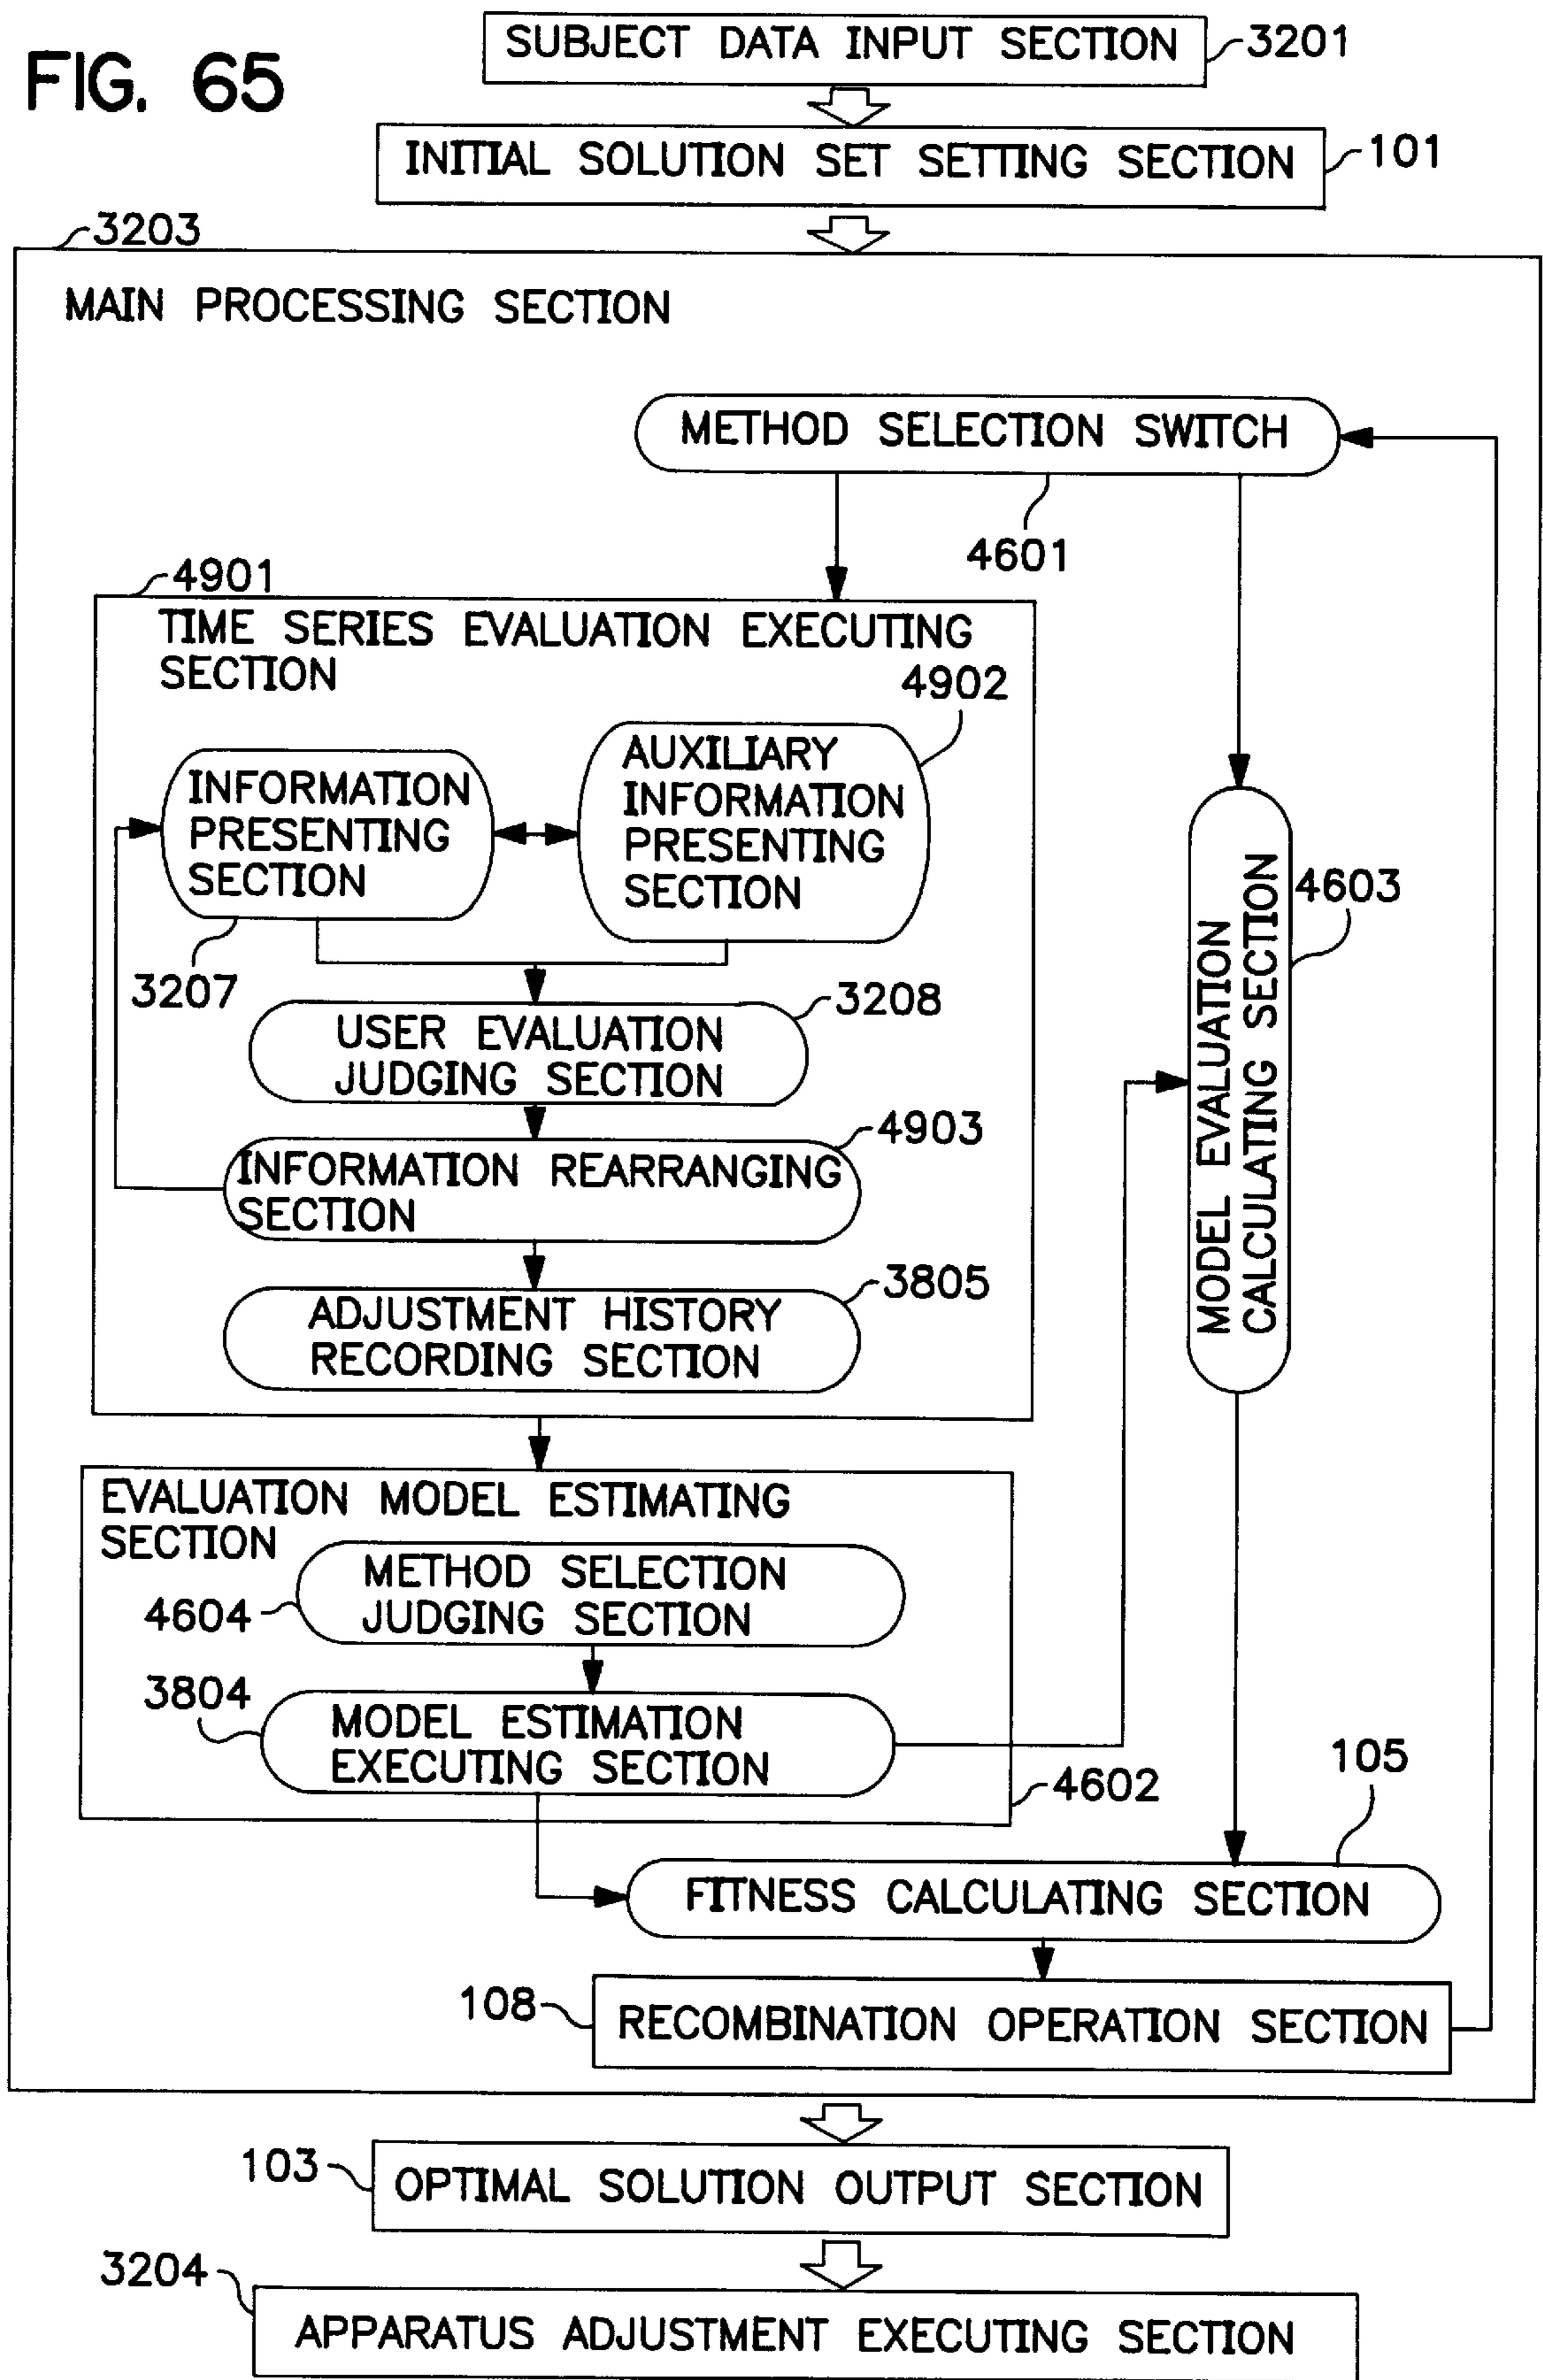 FIG. 65
SUBJECT DATA INPUT SECTION
3201
INITIAL SOLUTION SET SETTING SECTION
101
3203
MAIN PROCESSING SECTION
METHOD SELECTION SWITCH
4601
4901
TIME SERIES EVALUATION EXECUTING
SECTION
4902
INFORMATION
PRESENTING
SECTION
3207
AUXILIARY
INFORMATION
PRESENTING
SECTION
MODEL EVALUATION
CALCULATING SECTION
4603
3208
USER EVALUATION
JUDGING SECTION
4903
INFORMATION REARRANGING
SECTION
3805
ADJUSTMENT HISTORY
RECORDING SECTION
EVALUATION MODEL ESTIMATING
SECTION
METHOD SELECTION
JUDGING SECTION
4604
3804
MODEL ESTIMATION
EXECUTING SECTION
4602
105
FITNESS CALCULATING SECTION
108
RECOMBINATION OPERATION SECTION
103
OPTIMAL SOLUTION OUTPUT SECTION
3204
APPARATUS ADJUSTMENT EXECUTING SECTION